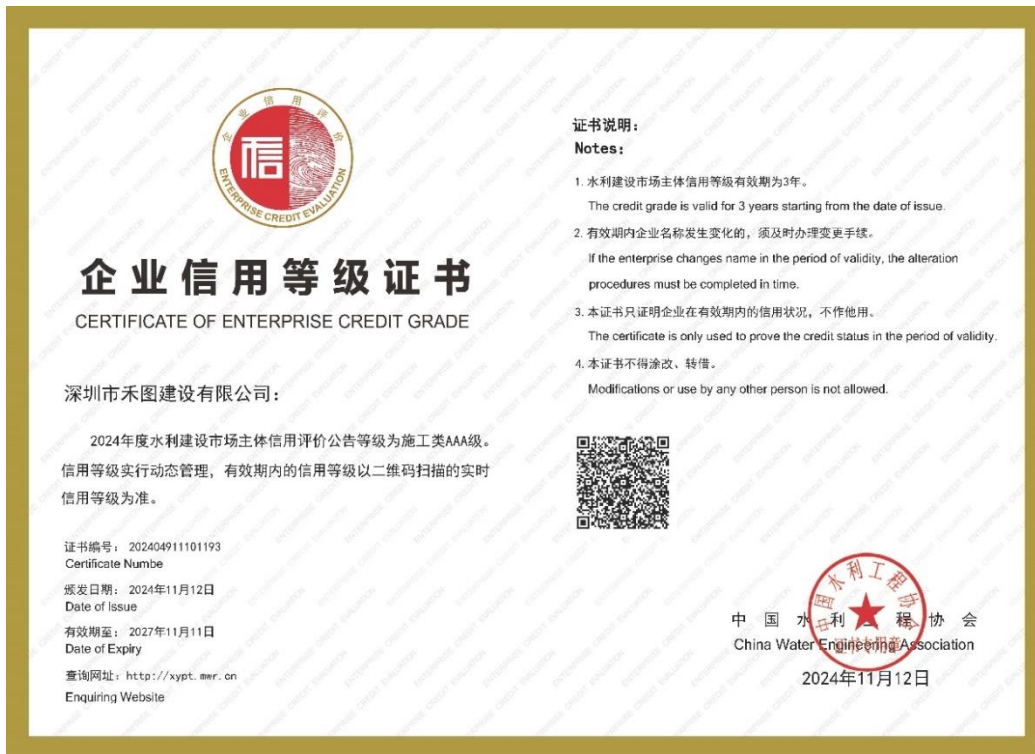 企业信用评价
信
ENTERPRISE CREDIT EVALUATION
企业信用等级证书
CERTIFICATE OF ENTERPRISE CREDIT GRADE
深圳市禾图建设有限公司：
2024年度水利建设市场主体信用评价公告等级为施工类AAA级。
信用等级实行动态管理，有效期内的信用等级以二维码扫描的实时
信用等级为准。
证书编号： 202404911101193
Certificate Numbe
颁发日期： 2024年11月12日
Date of Issue
有效期至： 2027年11月11日
Date of Expiry
查询网址：http://xypt.mwr.cn
Enquiring Website
证书说明：
Notes：
1. 水利建设市场主体信用等级有效期为3年。
The credit grade is valid for 3 years starting from the date of issue.
2. 有效期内企业名称发生变化的，须及时办理变更手续。
If the enterprise changes name in the period of validity, the alteration
procedures must be completed in time.
3. 本证书只证明企业在有效期内的信用状况，不作他用。
The certificate is only used to prove the credit status in the period of validity.
4. 本证书不得涂改、转借。
Modifications or use by any other person is not allowed.
中国水利工程协会
China Water Engineering Association
2024年11月12日
中国水利工程协会
证书专用章